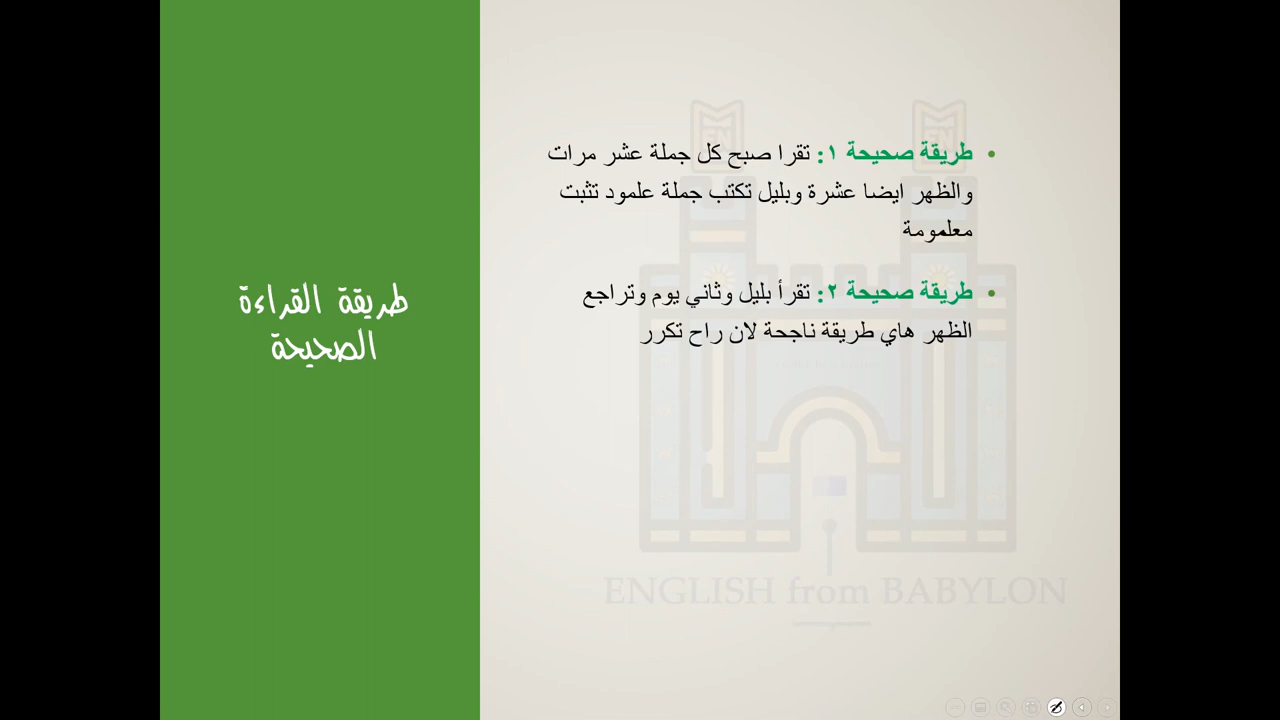 طريقة القراءة
الصحيحة
طريقة صحيحة ١: تقرا صبح كل جملة عشر مرات
والظهر ايضا عشرة وبليل تكتب جملة علمود تثبت
معلمومة
طريقة صحيحة ٢: تقرأ بليل وثاني يوم وتراجع
الظهر هاي طريقة ناجحة لان راح تكرر
ENGLISH from BABYLON